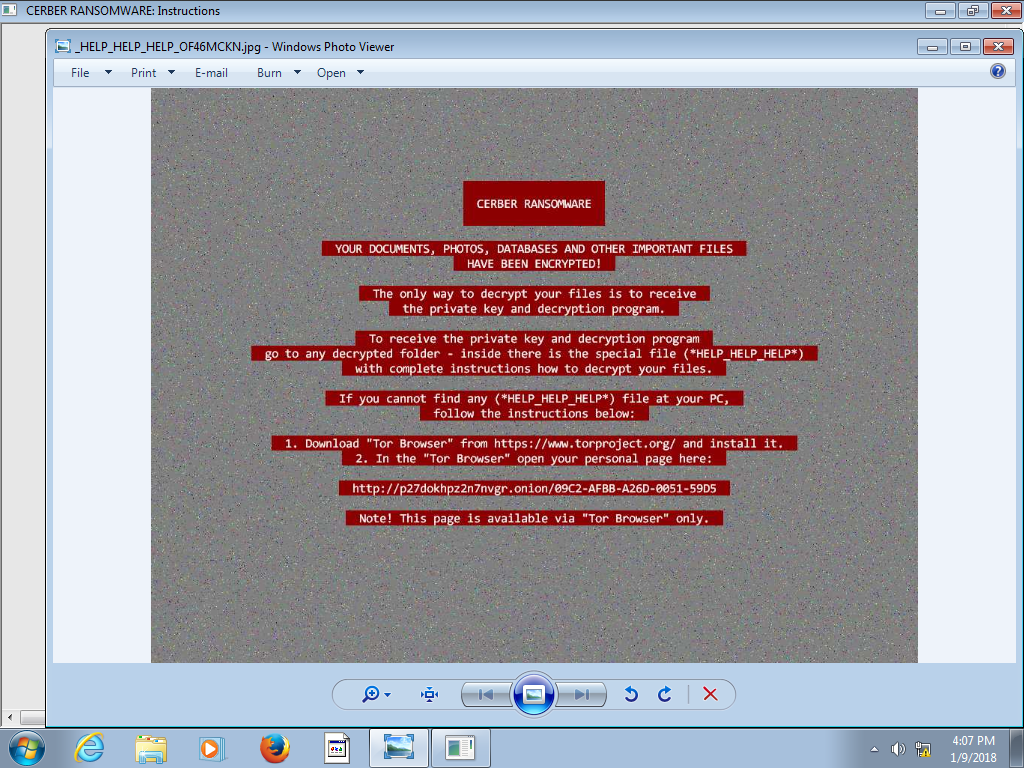 CERBER RANSOMWARE: Instructions
_HELP_HELP_HELP_OF46MCKN.jpg - Windows Photo Viewer
File Print E-mail Burn Open
CERBER RANSOMWARE
YOUR DOCUMENTS, PHOTOS, DATABASES AND OTHER IMPORTANT FILES
HAVE BEEN ENCRYPTED!
The only way to decrypt your files is to receive
the private key and decryption program.
To receive the private key and decryption program
go to any decrypted folder - inside there is the special file (*HELP_HELP_HELP*)
with complete instructions how to decrypt your files.
If you cannot find any (*HELP_HELP_HELP*) file at your PC,
follow the instructions below:
1. Download "Tor Browser" from https://www.torproject.org/ and install it.
2. In the "Tor Browser" open your personal page here:
http://p27dokhpz2n7nvgr.onion/09C2-AFBB-A26D-0051-59D5
Note! This page is available via "Tor Browser" only.
4:07 PM
1/9/2018